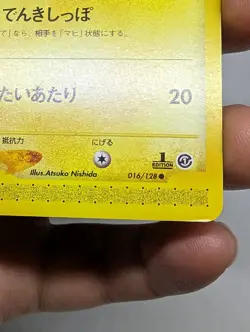 でんきしっぽ
で」なら、相手を「マヒ」状態にする。
たいあたり 20
抵抗力 にげる
1
EDITION
Illus.Atsuko Nishida 016/128